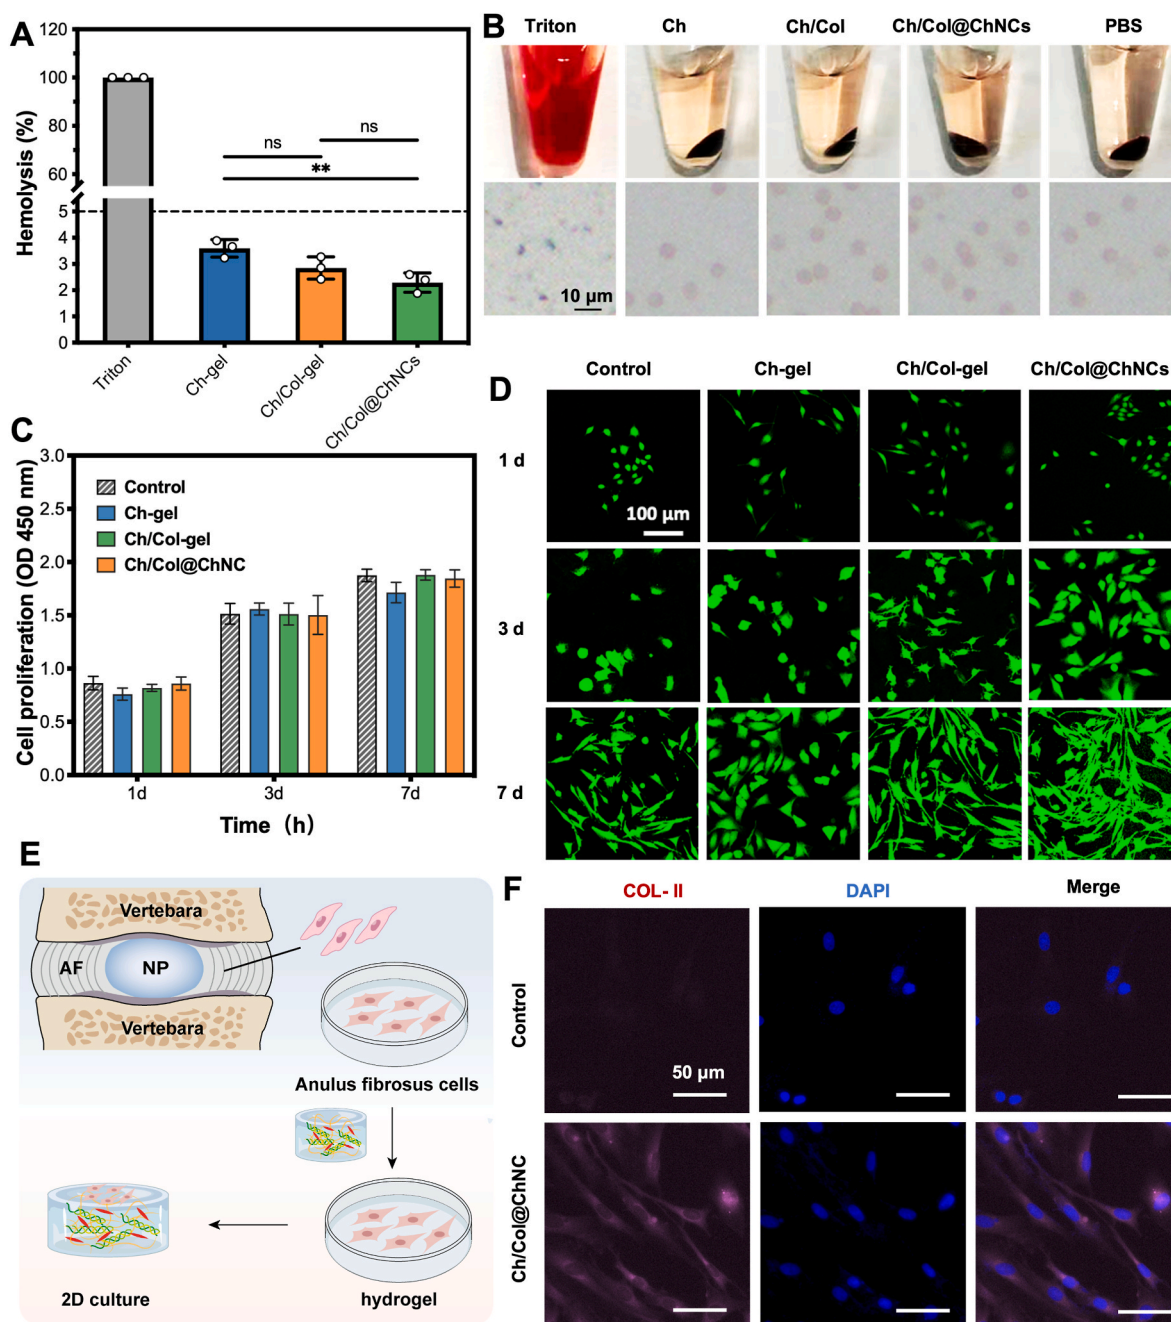 A
Hemolysis (%)
120
100
80
60
5
4
3
2
1
0
ns
ns
**
Triton
Ch-gel
Ch/Col-gel
Ch/Col@ChNCs
B
Triton
Ch
Ch/Col
Ch/Col@ChNCs
PBS
10 μm
C
Cell proliferation (OD 450 nm)
3.0
2.5
2.0
1.5
1.0
0.5
0.0
Control
Ch-gel
Ch/Col-gel
Ch/Col@ChNC
1d
3d
7d
Time (h)
D
Control
Ch-gel
Ch/Col-gel
Ch/Col@ChNCs
1 d
100 μm
3 d
7 d
E
Vertebara
AF
NP
Vertebara
Anulus fibrosus cells
2D culture
hydrogel
F
COL- II
DAPI
Merge
Control
50 μm
Ch/Col@ChNC